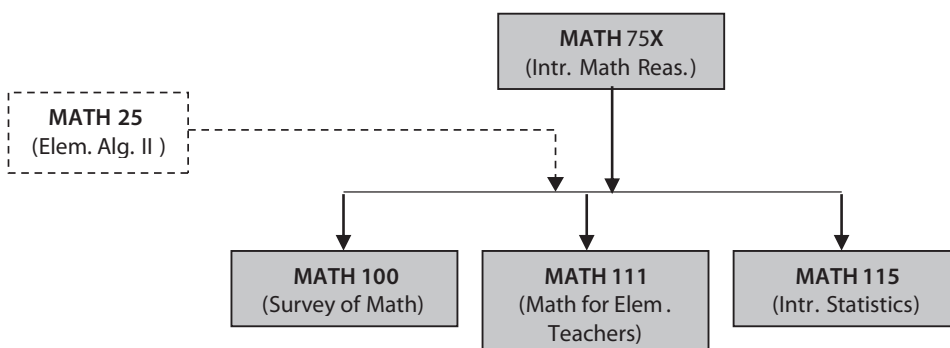 MATH 75X
(Intr. Math Reas.)
MATH 25
(Elem. Alg. II )
MATH 100
(Survey of Math)
MATH 111
(Math for Elem .
Teachers)
MATH 115
(Intr. Statistics)